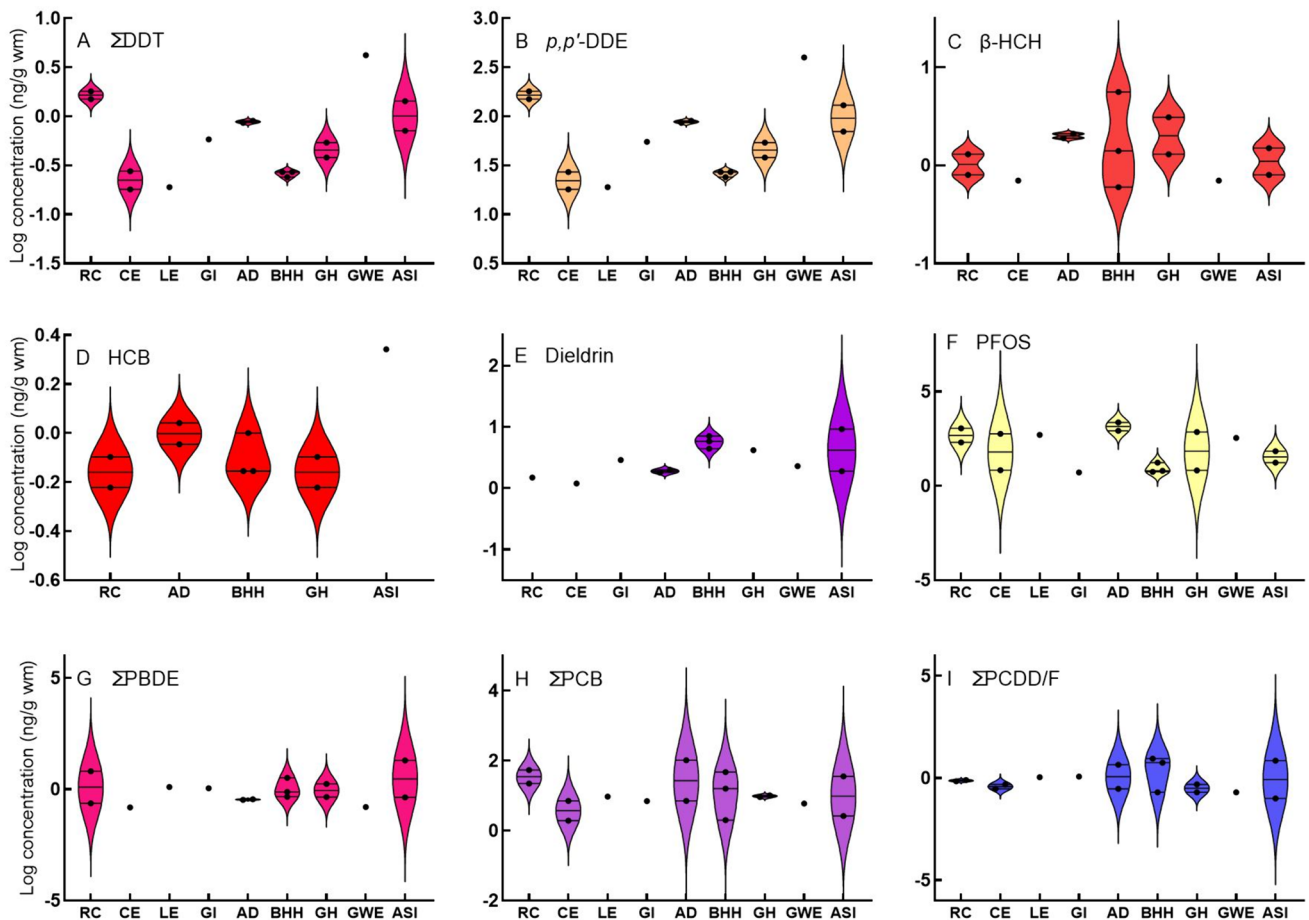 A ΣDDT
Log concentration (ng/g wm)
1.0
0.5
0.0
-0.5
-1.0
-1.5
RC CE LE GI AD BHH GH GWE ASI
B p,p'-DDE
3.0
2.5
2.0
1.5
1.0
0.5
RC CE LE GI AD BHH GH GWE ASI
C β-HCH
1
0
-1
RC CE AD BHH GH GWE ASI
D HCB
Log concentration (ng/g wm)
0.4
0.2
0.0
-0.2
-0.4
-0.6
RC AD BHH GH ASI
E Dieldrin
2
1
0
-1
RC CE GI AD BHH GH GWE ASI
F PFOS
5
0
-5
RC CE LE GI AD BHH GH GWE ASI
G ΣPBDE
Log concentration (ng/g wm)
5
0
-5
RC CE LE GI AD BHH GH GWE ASI
H ΣPCB
4
2
0
-2
RC CE LE GI AD BHH GH GWE ASI
I ΣPCDD/F
5
0
-5
RC CE LE GI AD BHH GH GWE ASI